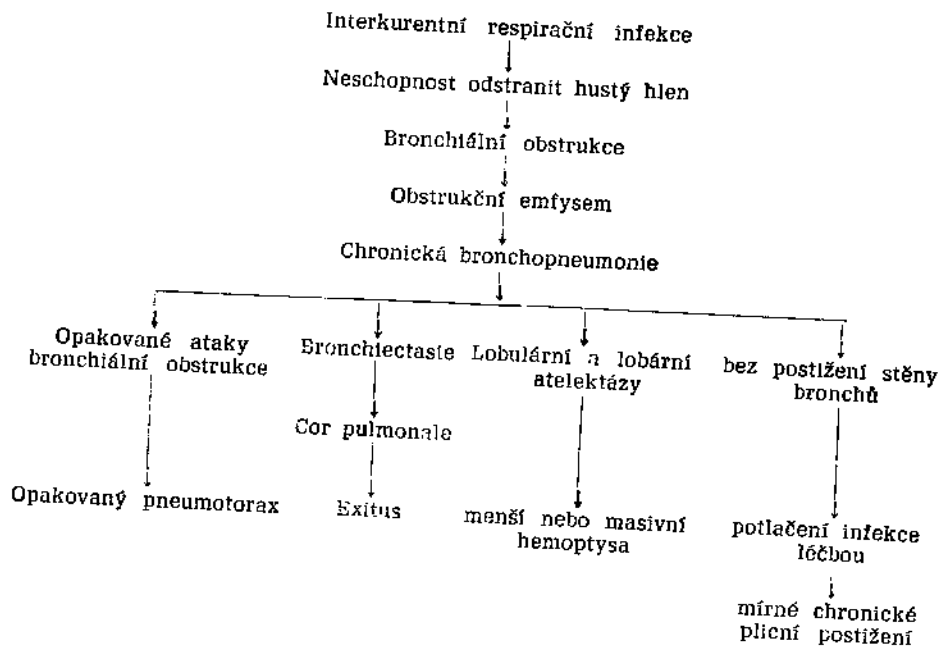 Interkurentní respirační infekce
Neschopnost odstranit hustý hlen
Bronchiální obstrukce
Obstrukční emfysem
Chronická bronchopneumonie
Opakované ataky
bronchiální obstrukce
Bronchiectasie
Lobulární a lobární
atelektázy
bez postižení stěny
bronchů
Cor pulmonale
Opakovaný pneumotorax
Exitus
menší nebo masivní
hemoptysa
potlačení infekce
léčbou
mírné chronické
plicní postižení